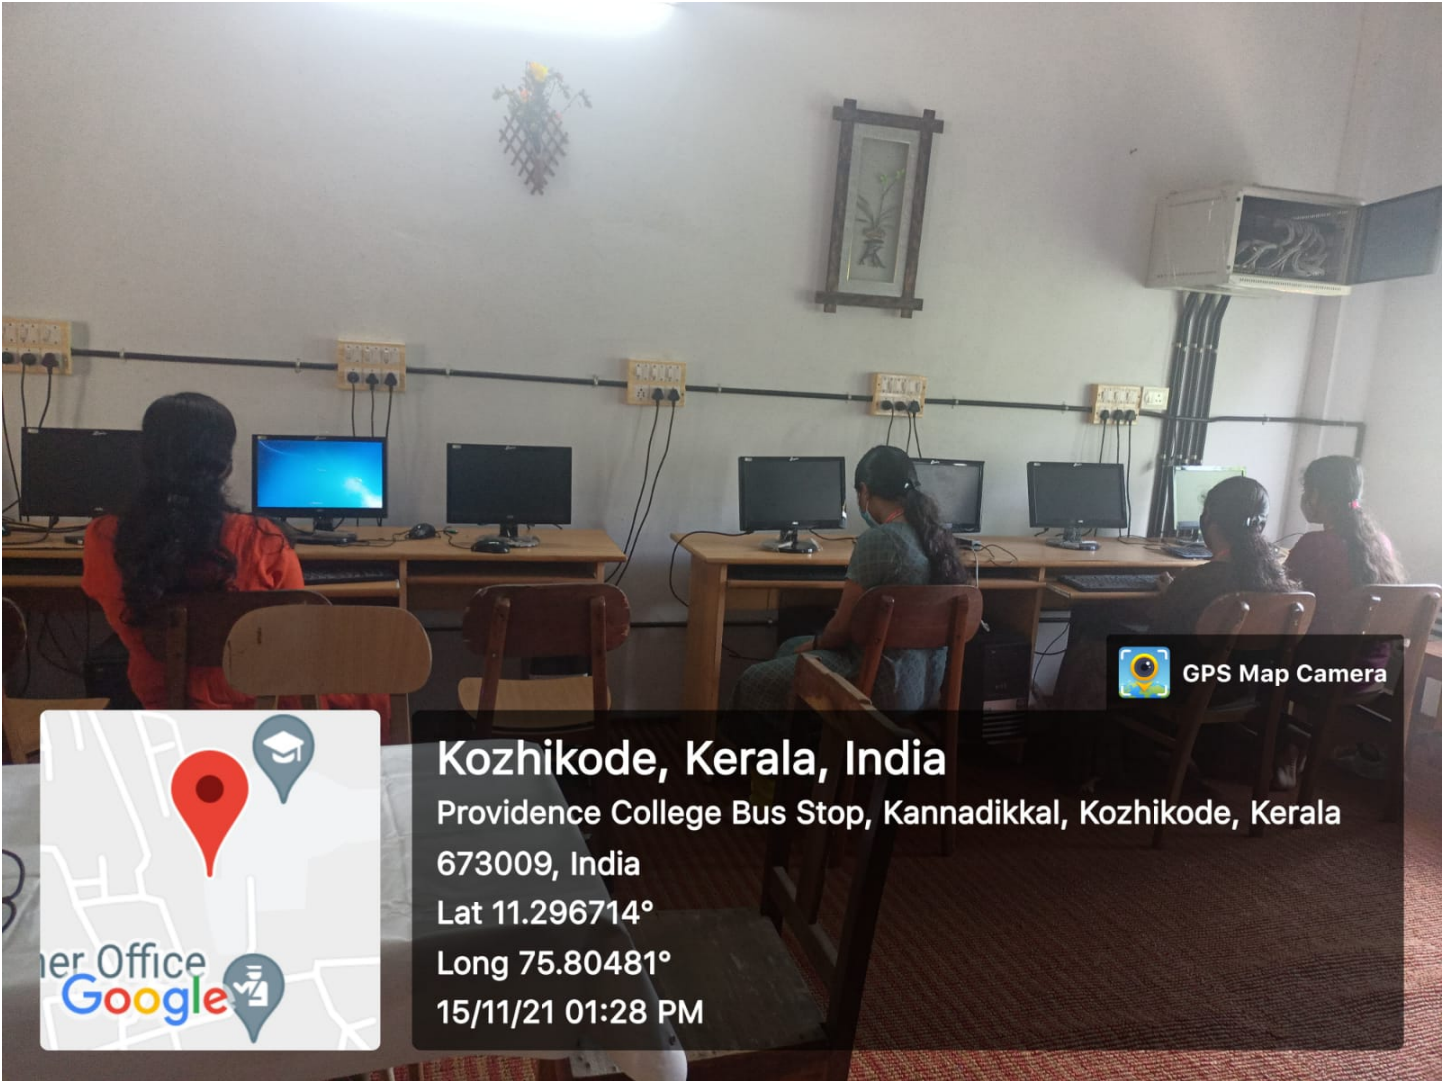 GPS Map Camera
Kozhikode, Kerala, India
Providence College Bus Stop, Kannadikkal, Kozhikode, Kerala
673009, India
Lat 11.296714°
Long 75.80481°
15/11/21 01:28 PM
Office
Google